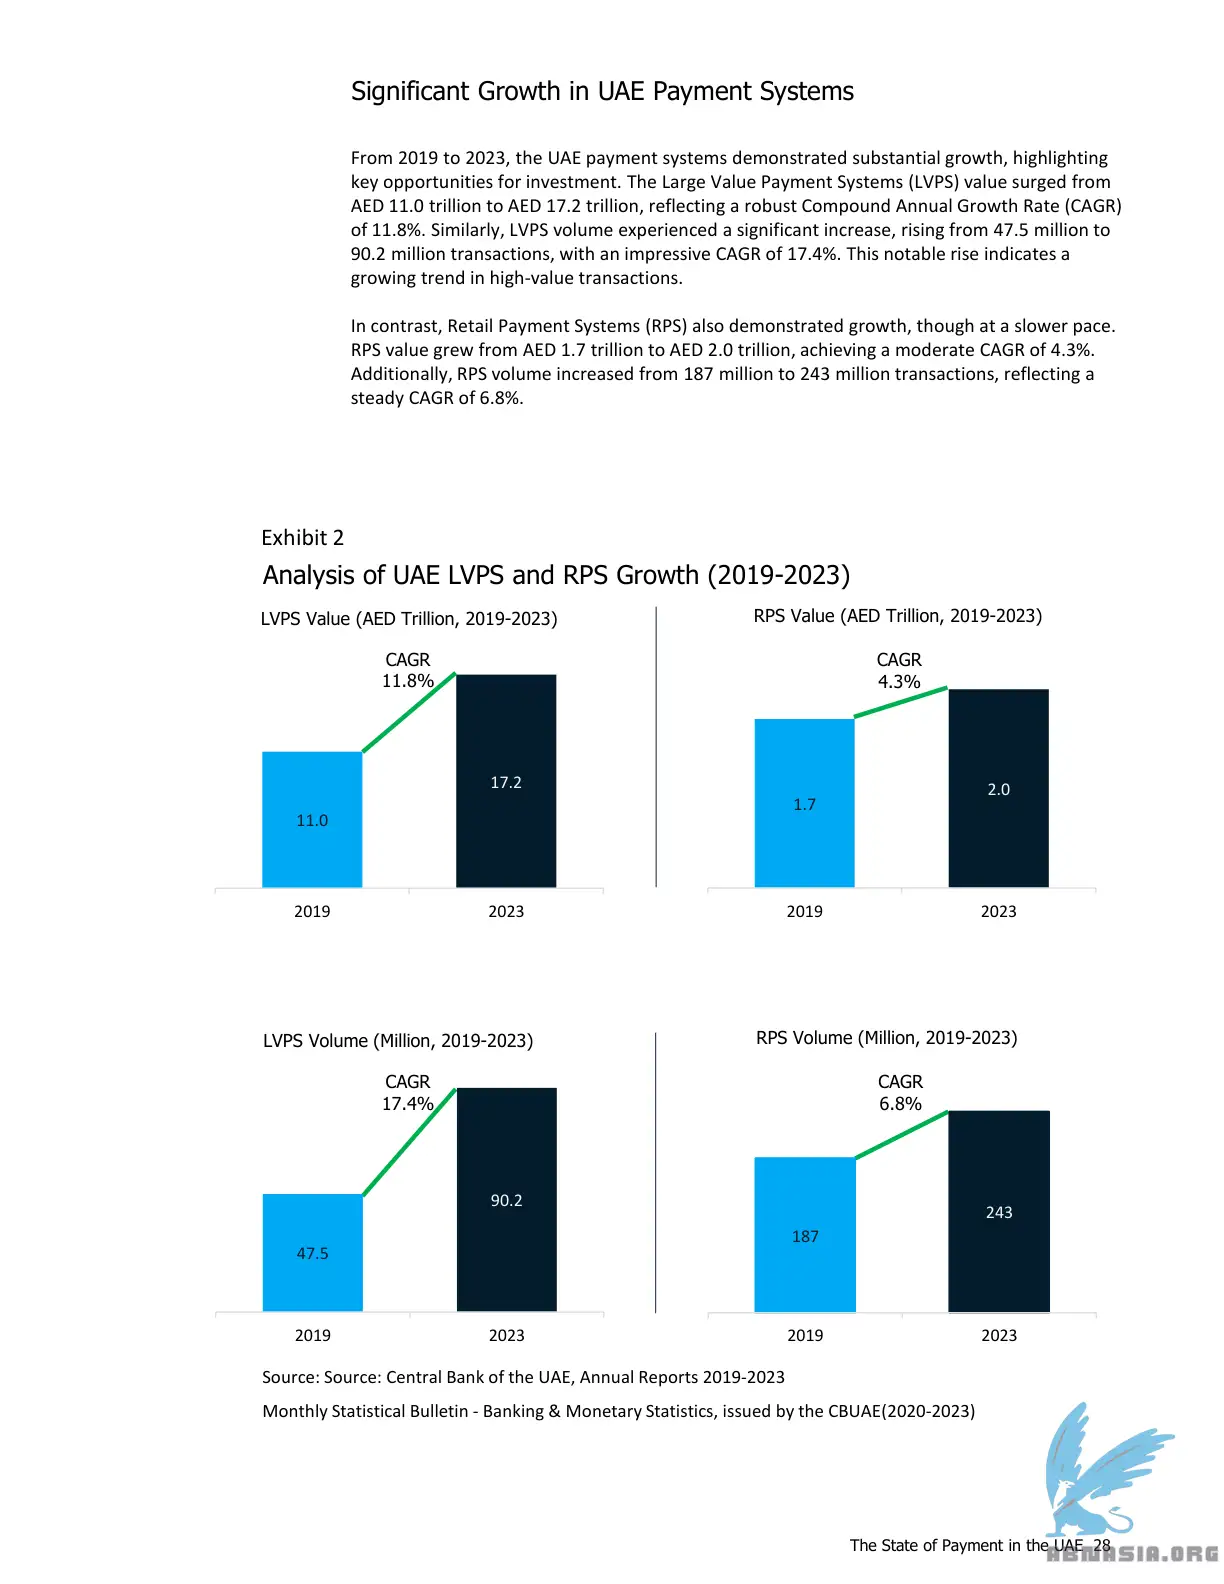 Significant Growth in UAE Payment Systems
From 2019 to 2023, the UAE payment systems demonstrated substantial growth, highlighting
key opportunities for investment. The Large Value Payment Systems (LVPS) value surged from
AED 11.0 trillion to AED 17.2 trillion, reflecting a robust Compound Annual Growth Rate (CAGR)
of 11.8%. Similarly, LVPS volume experienced a significant increase, rising from 47.5 million to
90.2 million transactions, with an impressive CAGR of 17.4%. This notable rise indicates a
growing trend in high-value transactions.
In contrast, Retail Payment Systems (RPS) also demonstrated growth, though at a slower pace.
RPS value grew from AED 1.7 trillion to AED 2.0 trillion, achieving a moderate CAGR of 4.3%.
Additionally, RPS volume increased from 187 million to 243 million transactions, reflecting a
steady CAGR of 6.8%.
Exhibit 2
Analysis of UAE LVPS and RPS Growth (2019-2023)
LVPS Value (AED Trillion, 2019-2023)
CAGR
11.8%
17.2
11.0
2019 2023
RPS Value (AED Trillion, 2019-2023)
CAGR
4.3%
2.0
1.7
2019 2023
LVPS Volume (Million, 2019-2023)
CAGR
17.4%
90.2
47.5
2019 2023
RPS Volume (Million, 2019-2023)
CAGR
6.8%
243
187
2019 2023
Source: Source: Central Bank of the UAE, Annual Reports 2019-2023
Monthly Statistical Bulletin - Banking & Monetary Statistics, issued by the CBUAE(2020-2023)
The State of Payment in the UAE 28
ABMASIA.ORG